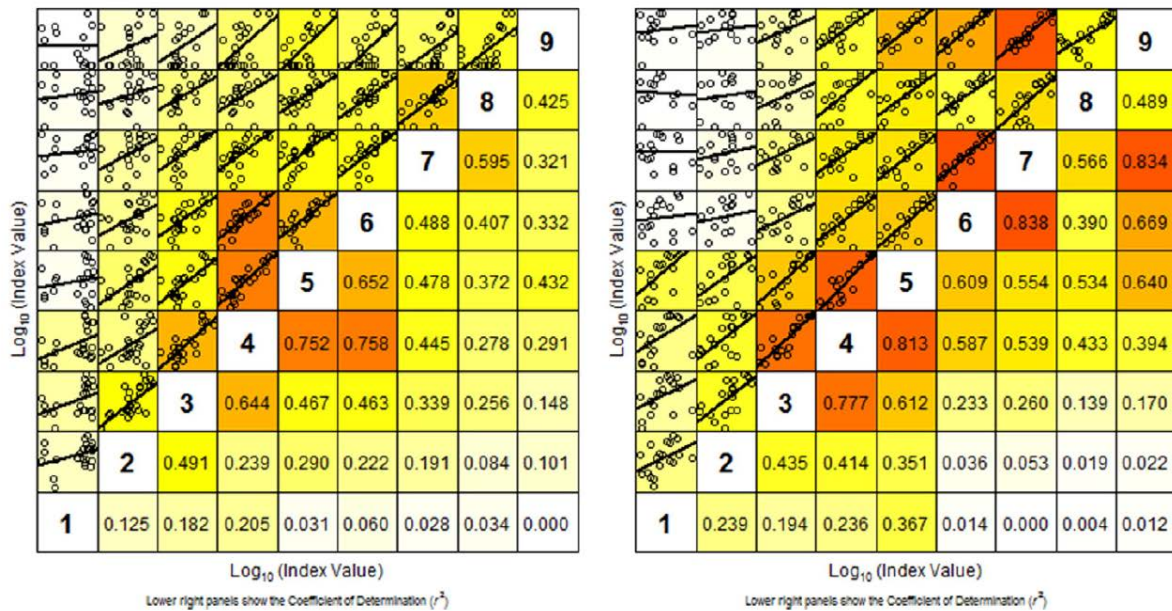 9
8 0.425
7 0.595 0.321
6 0.488 0.407 0.332
5 0.652 0.478 0.372 0.432
4 0.752 0.758 0.445 0.278 0.291
3 0.644 0.467 0.463 0.339 0.256 0.148
2 0.491 0.239 0.290 0.222 0.191 0.084 0.101
1 0.125 0.182 0.205 0.031 0.060 0.028 0.034 0.000
Log₁₀ (Index Value)
Log₁₀ (Index Value)
Lower right panels show the Coefficient of Determination (r²)
9
8 0.489
7 0.566 0.834
6 0.838 0.390 0.669
5 0.609 0.554 0.534 0.640
4 0.813 0.587 0.539 0.433 0.394
3 0.777 0.612 0.233 0.260 0.139 0.170
2 0.435 0.414 0.351 0.036 0.053 0.019 0.022
1 0.239 0.194 0.236 0.367 0.014 0.000 0.004 0.012
Log₁₀ (Index Value)
Log₁₀ (Index Value)
Lower right panels show the Coefficient of Determination (r²)